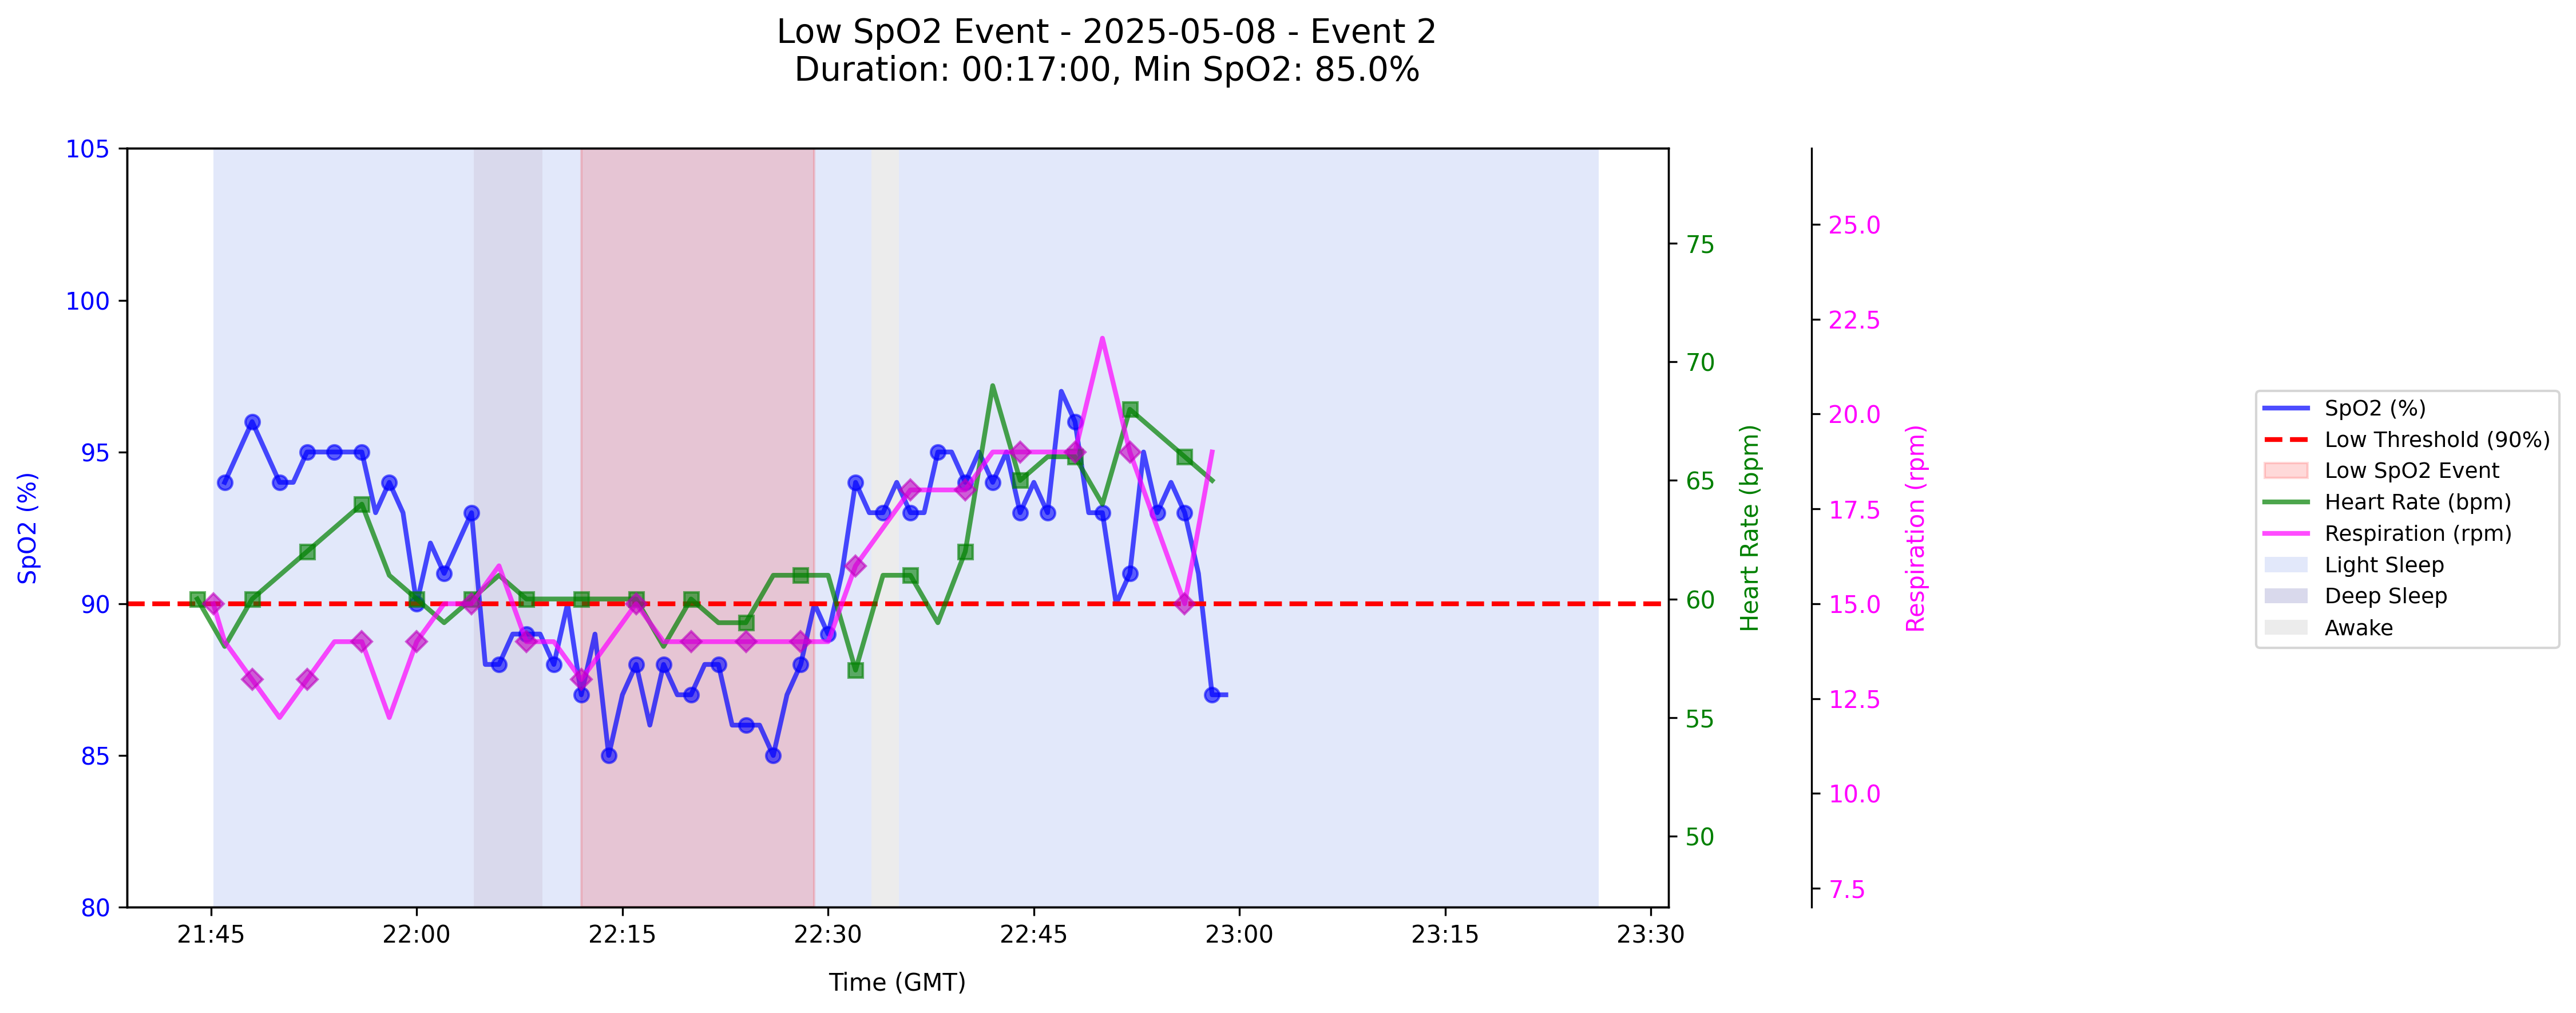 Low SpO2 Event - 2025-05-08 - Event 2
Duration: 00:17:00, Min SpO2: 85.0%
105
100
95
90
85
80
SpO2 (%)
75
70
65
60
55
50
Heart Rate (bpm)
25.0
22.5
20.0
17.5
15.0
12.5
10.0
7.5
Respiration (rpm)
21:45
22:00
22:15
22:30
22:45
23:00
23:15
23:30
Time (GMT)
SpO2 (%)
Low Threshold (90%)
Low SpO2 Event
Heart Rate (bpm)
Respiration (rpm)
Light Sleep
Deep Sleep
Awake